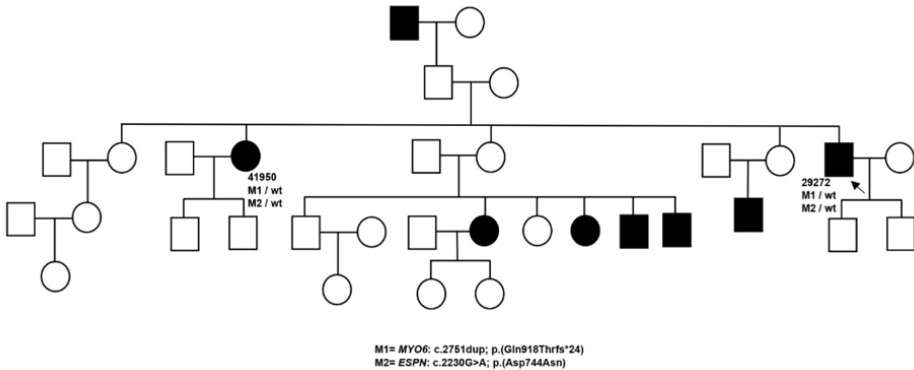 41950
M1 / wt
M2 / wt
29272
M1 / wt
M2 / wt
M1= MYO6: c.2751dup; p.(Gln918Thrfs*24)
M2= ESPN: c.2230G>A; p.(Asp744Asn)